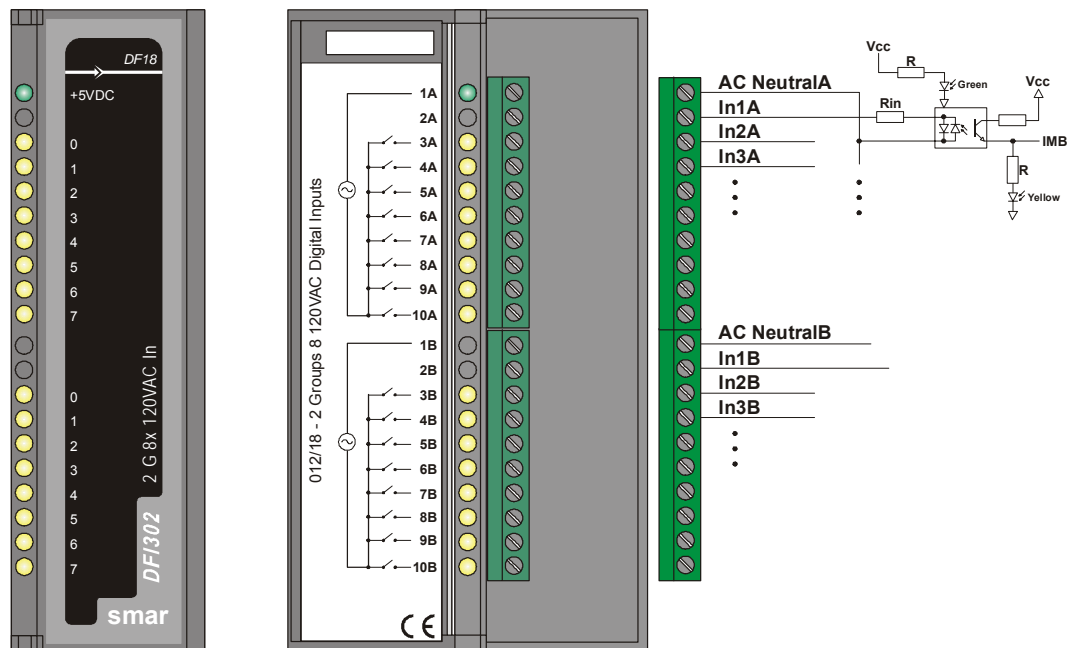 DF18
+5VDC
0
1
2
3
4
5
6
7
0
1
2
3
4
5
6
7
2 G 8x 120VAC In
DFI302
smar
012/18 - 2 Groups 8 120VAC Digital Inputs
1A
2A
3A
4A
5A
6A
7A
8A
9A
10A
1B
2B
3B
4B
5B
6B
7B
8B
9B
10B
CE
AC NeutralA
In1A
In2A
In3A
AC NeutralB
In1B
In2B
In3B
Vcc
R
Green
Vcc
Rin
IMB
R
Yellow